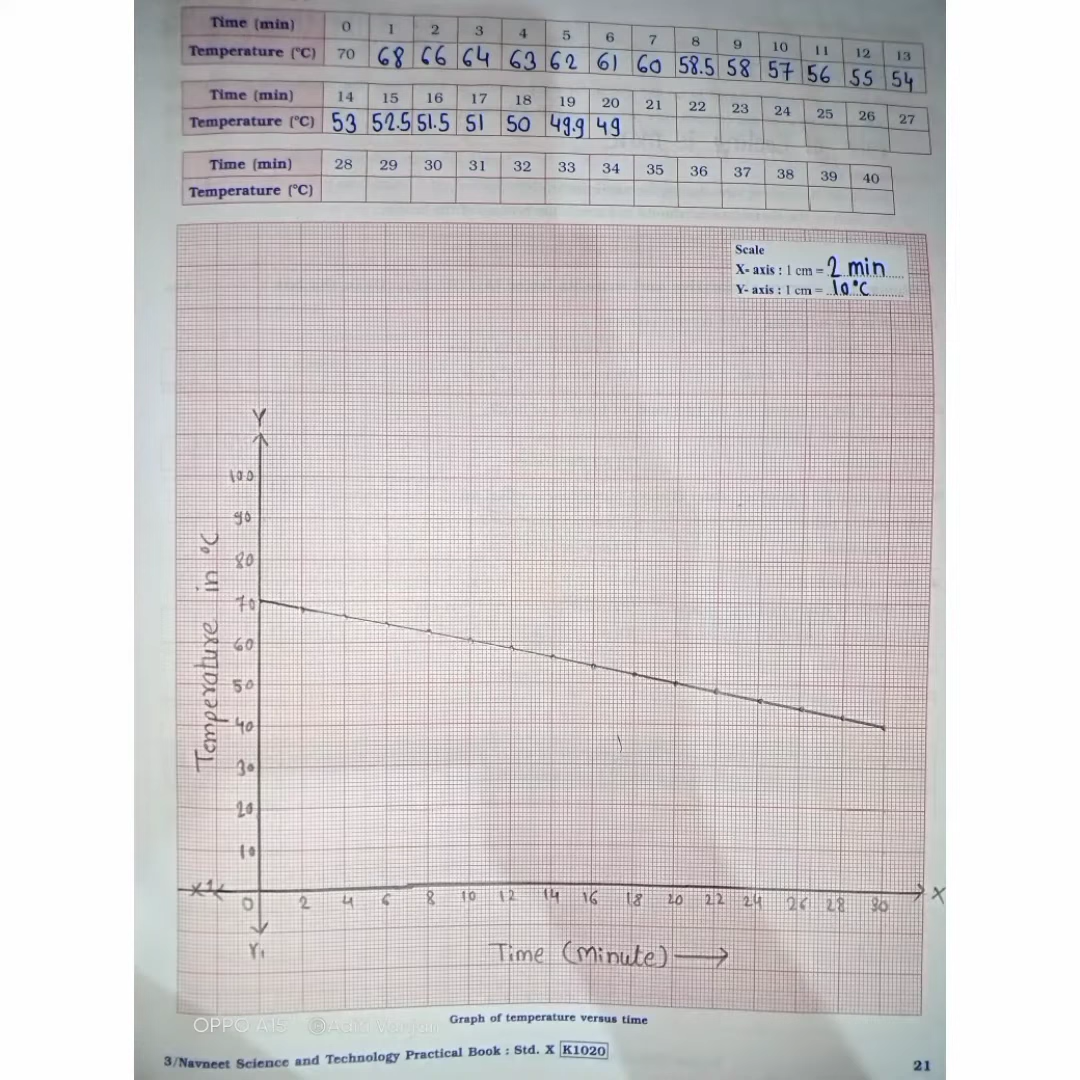 Time (min) 0 1 2 3 4 5 6 7 8 9 10 11 12 13
Temperature (°C) 70 68 66 64 63 62 61 60 58.5 58 57 56 55 54
Time (min) 14 15 16 17 18 19 20 21 22 23 24 25 26 27
Temperature (°C) 53 52.5 51.5 51 50 49.9 49
Time (min) 28 29 30 31 32 33 34 35 36 37 38 39 40
Temperature (°C)
Scale
X- axis : 1 cm = 2 min
Y- axis : 1 cm = 10°C
Y
100
90
80
70
60
50
40
30
20
10
Temperature in °C
X1 X
0 2 4 6 8 10 12 14 16 18 20 22 24 26 28 30
Y1
Time (minute)
Graph of temperature versus time
OPPO A15 ©Aditi
3/Navneet Science and Technology Practical Book : Std. X K1020
21